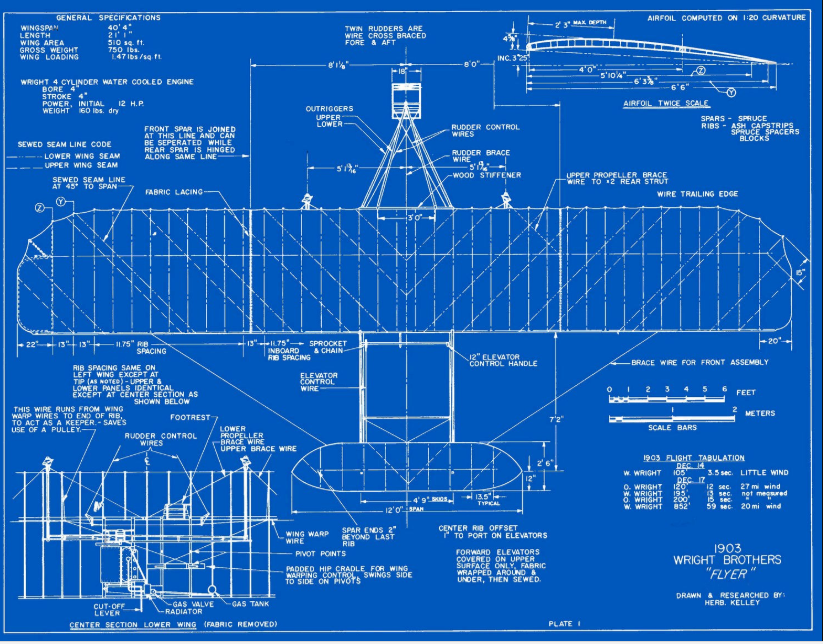 GENERAL SPECIFICATIONS
WINGSPAN 40' 4"
LENGTH 21' 1"
WING AREA 510 sq. ft.
GROSS WEIGHT 750 lbs.
WING LOADING 1.47 lbs/sq. ft.
WRIGHT 4 CYLINDER WATER COOLED ENGINE
BORE 4"
STROKE 4"
POWER, INITIAL 12 H.P.
WEIGHT 160 lbs. dry
SEWED SEAM LINE CODE
LOWER WING SEAM
UPPER WING SEAM
SEWED SEAM LINE
AT 45° TO SPAN
FRONT SPAR IS JOINED
AT THIS LINE AND CAN
BE SEPERATED WHILE
REAR SPAR IS HINGED
ALONG SAME LINE
FABRIC LACING
TWIN RUDDERS ARE
WIRE CROSS BRACED
FORE & AFT
8' 1 1/8"
18"
8' 0"
OUTRIGGERS
UPPER
LOWER
RUDDER CONTROL
WIRES
RUDDER BRACE
WIRE
WOOD STIFFENER
3' 0"
AIRFOIL COMPUTED ON 1:20 CURVATURE
2' 3" MAX. DEPTH
INC. 3°25'
4' 0"
5' 10 1/4"
6' 6"
Z
Y
AIRFOIL TWICE SCALE
SPARS - SPRUCE
RIBS - ASH CAPSTRIPS
SPRUCE SPACERS
BLOCKS
UPPER PROPELLER BRACE
WIRE TO #2 REAR STRUT
WIRE TRAILING EDGE
Z
Y
15"
22"
13"
13"
11.75" RIB
SPACING
13"
11.75"
INBOARD
RIB SPACING
SPROCKET
& CHAIN
12" ELEVATOR
CONTROL HANDLE
20"
BRACE WIRE FOR FRONT ASSEMBLY
ELEVATOR
CONTROL
WIRE
7' 2"
RIB SPACING SAME ON
LEFT WING EXCEPT AT
TIP (AS NOTED) - UPPER &
LOWER PANELS IDENTICAL
EXCEPT AT CENTER SECTION AS
SHOWN BELOW
THIS WIRE RUNS FROM WING
WARP WIRES TO END OF RIB,
TO ACT AS A KEEPER - SAVES
USE OF A PULLEY.
FOOTREST
RUDDER CONTROL
WIRES
LOWER
PROPELLER
BRACE WIRE
UPPER BRACE WIRE
0 1 2 3 4 5 6 FEET
0 1 2 METERS
SCALE BARS
2' 6"
12"
4' 9" SKIDS
13.5"
TYPICAL
12' 0" SPAN
SPAR ENDS 2"
BEYOND LAST
RIB
CENTER RIB OFFSET
1" TO PORT ON ELEVATORS
FORWARD ELEVATORS
COVERED ON UPPER
SURFACE ONLY, FABRIC
WRAPPED AROUND &
UNDER, THEN SEWED.
WING WARP
WIRE
PIVOT POINTS
PADDED HIP CRADLE FOR WING
WARPING CONTROL, SWINGS SIDE
TO SIDE ON PIVOTS
GAS VALVE
RADIATOR
GAS TANK
CUT-OFF
LEVER
CENTER SECTION LOWER WING (FABRIC REMOVED)
1903 FLIGHT TABULATION
DEC. 14
W. WRIGHT 105' 3.5 sec. LITTLE WIND
DEC. 17
O. WRIGHT 120' 12 sec. 27 mi wind
W. WRIGHT 195' 13 sec. not measured
O. WRIGHT 200' 15 sec. "
W. WRIGHT 852' 59 sec. 20 mi wind
1903
WRIGHT BROTHERS
"FLYER"
DRAWN & RESEARCHED BY:
HERB. KELLEY
PLATE 1